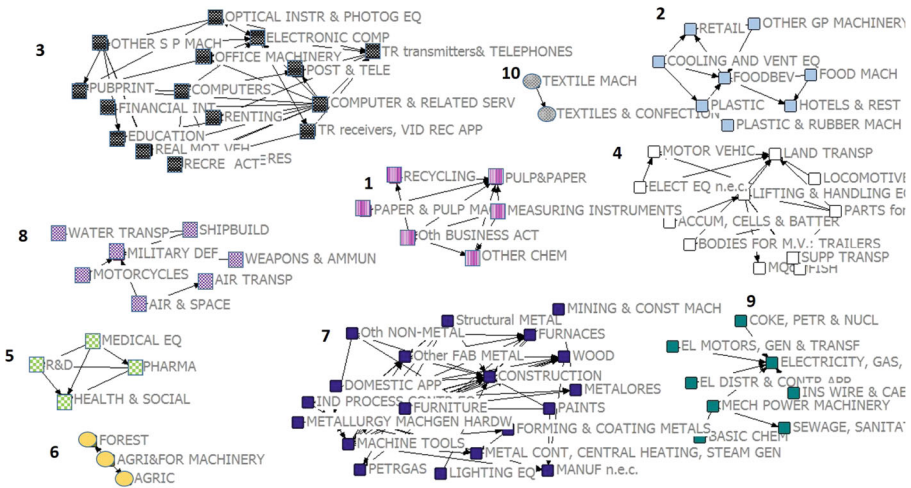 OPTICAL INSTR & PHOTOG EQ
3
OTHER S P MACH
ELECTRONIC COMP
OFFICE MACHINERY
TR transmitters& TELEPHONES
POST & TELE
PUBPRINT
COMPUTERS
FINANCIAL INT
RENTING
COMPUTER & RELATED SERV
EDUCATION
TR receivers, VID REC APP
REAL
MOT VEH
RECRE ACT
ERES
10
TEXTILE MACH
TEXTILES & CONFECTION
2
RETAIL
OTHER GP MACHINERY
COOLING AND VENT EQ
FOODBEV
FOOD MACH
PLASTIC
HOTELS & REST
PLASTIC & RUBBER MACH
1
RECYCLING
PULP&PAPER
PAPER & PULP MA
MEASURING INSTRUMENTS
Oth BUSINESS ACT
OTHER CHEM
4
MOTOR VEHIC
LAND TRANSP
LOCOMOTIVE
ELECT EQ n.e.c.
LIFTING & HANDLING E
PARTS for
ACCUM, CELLS & BATTER
BODIES FOR M.V.: TRAILERS
SUPP TRANSP
FISH
8
WATER TRANSP
SHIPBUILD
MILITARY DEF
WEAPONS & AMMUN
MOTORCYCLES
AIR TRANSP
AIR & SPACE
5
MEDICAL EQ
R&D
PHARMA
HEALTH & SOCIAL
6
FOREST
AGRI&FOR MACHINERY
AGRIC
7
MINING & CONST MACH
Structural METAL
Oth NON-METAL
FURNACES
Other FAB METAL
WOOD
CONSTRUCTION
DOMESTIC APP
METALORES
IND PROCESS CONTR EQ
FURNITURE
PAINTS
METALLURGY MACH
GEN HARDW
FORMING & COATING METALS
MACHINE TOOLS
METAL CONT, CENTRAL HEATING, STEAM GEN
PETRGAS
LIGHTING EQ
MANUF n.e.c.
9
COKE, PETR & NUCL
EL MOTORS, GEN & TRANSF
ELECTRICITY, GAS,
EL DISTR & CONTR APP
INS WIRE & CAB
MECH POWER MACHINERY
SEWAGE, SANITAT
BASIC CHEM